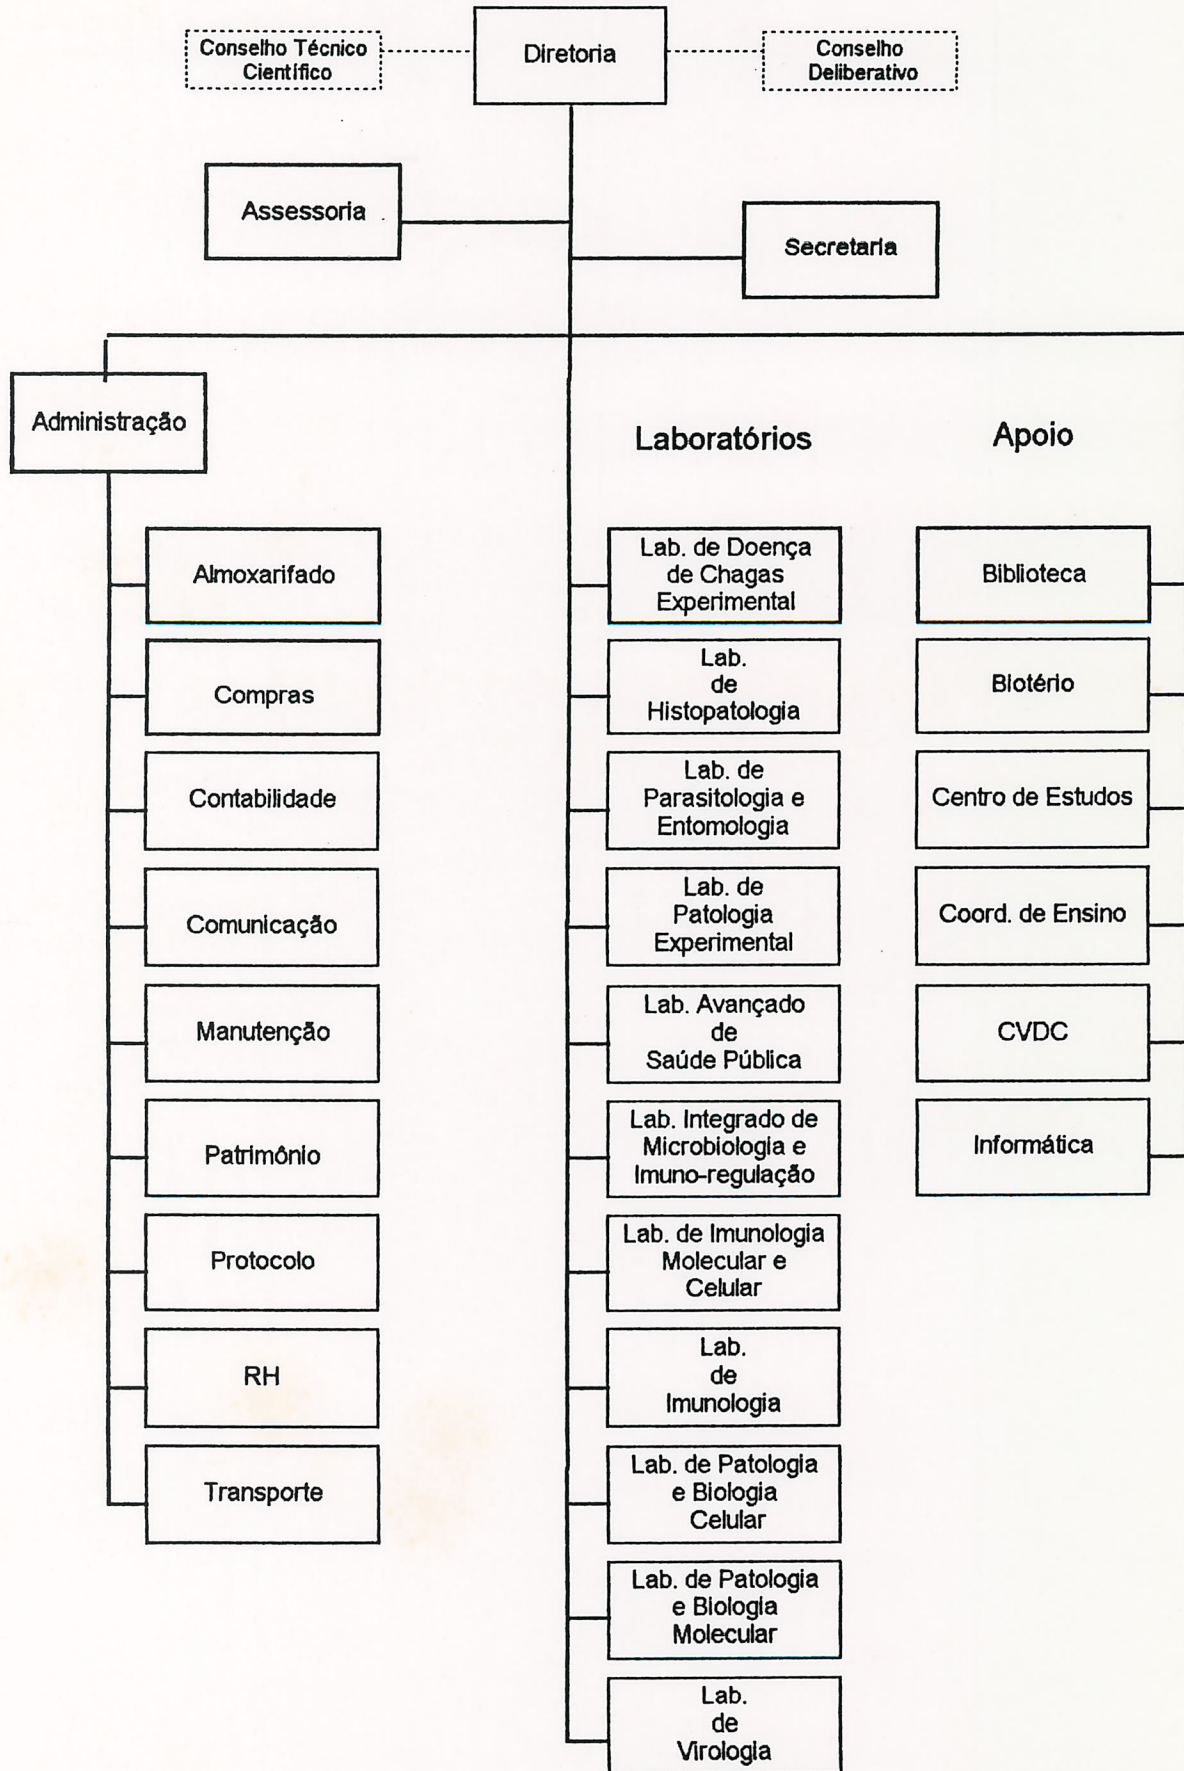 Conselho Técnico
Científico
Diretoria
Conselho
Deliberativo
Assessoria
Secretaria
Administração
Laboratórios
Apoio
Almoxarifado
Compras
Contabilidade
Comunicação
Manutenção
Patrimônio
Protocolo
RH
Transporte
Lab. de Doença
de Chagas
Experimental
Lab.
de
Histopatologia
Lab. de
Parasitologia e
Entomologia
Lab. de
Patologia
Experimental
Lab. Avançado
de
Saúde Pública
Lab. Integrado de
Microbiologia e
Imuno-regulação
Lab. de Imunologia
Molecular e
Celular
Lab.
de
Imunologia
Lab. de Patologia
e Biologia
Celular
Lab. de Patologia
e Biologia
Molecular
Lab.
de
Virologia
Biblioteca
Biotério
Centro de Estudos
Coord. de Ensino
CVDC
Informática